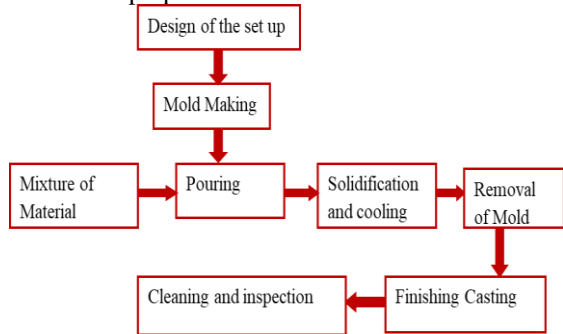 Design of the set up
Mold Making
Mixture of
Material
Pouring
Solidification
and cooling
Removal
of Mold
Cleaning and inspection
Finishing Casting